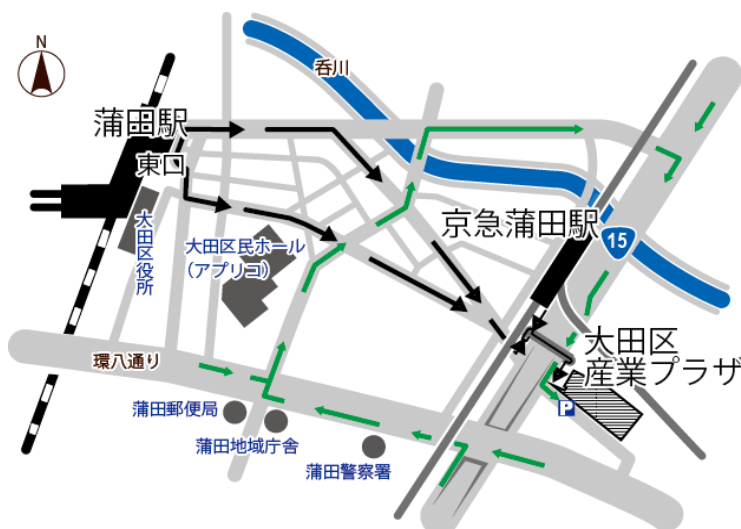 N
呑川
蒲田駅
東口
大田区役所
大田区民ホール
（アプリコ）
京急蒲田駅
15
大田区
産業プラザ
P
環八通り
蒲田郵便局
蒲田地域庁舎
蒲田警察署